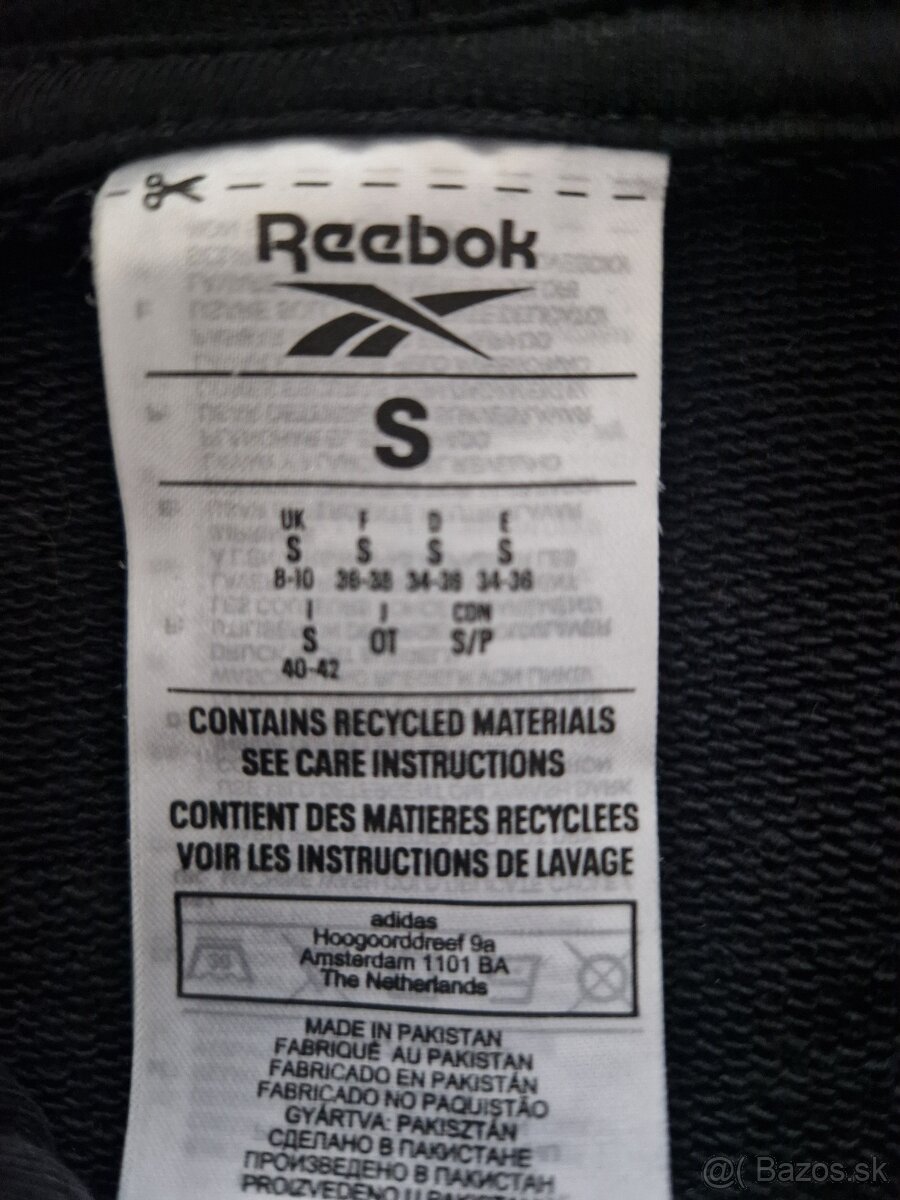 Reebok
S
UK F D E
S S S S
8-10 36-38 34-36 34-36
I J CDN
S OT S/P
40-42
CONTAINS RECYCLED MATERIALS
SEE CARE INSTRUCTIONS
CONTIENT DES MATIERES RECYCLEES
VOIR LES INSTRUCTIONS DE LAVAGE
adidas
Hoogoorddreef 9a
Amsterdam 1101 BA
The Netherlands
MADE IN PAKISTAN
FABRIQUÉ AU PAKISTAN
FABRICADO EN PAKISTÁN
FABRICADO NO PAQUISTÃO
GYÁRTVA: PAKISZTÁN
СДЕЛАНО В ПАКИСТАНЕ
ПРОИЗВЕДЕНО В ПАКИСТАН
PROIZVEDENO U PAKISTAN
@( Bazos.sk